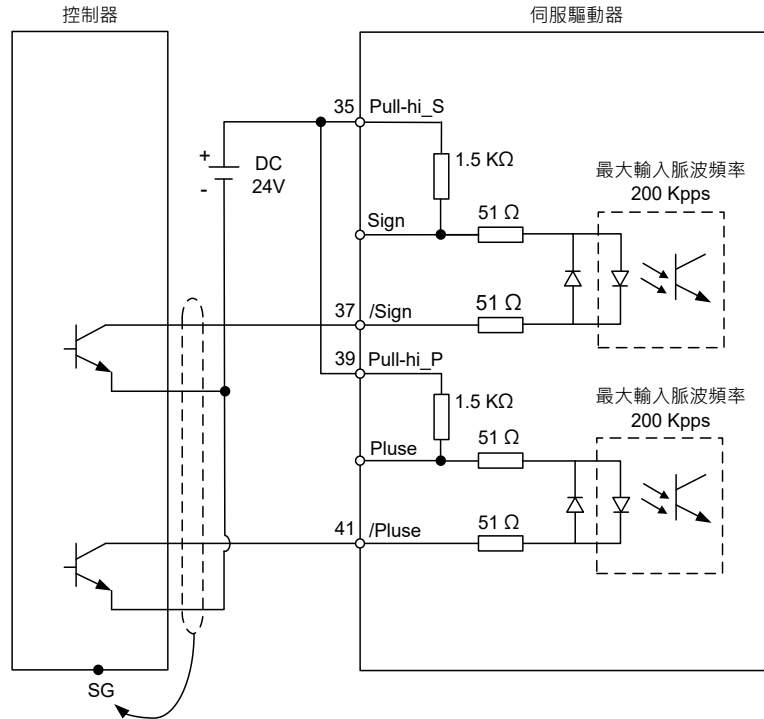 控制器
伺服驅動器
35 Pull-hi_S
+
DC
24V
-
1.5 KΩ
最大輸入脈波頻率
200 Kpps
Sign
51 Ω
37 /Sign
51 Ω
39 Pull-hi_P
1.5 KΩ
最大輸入脈波頻率
200 Kpps
Pluse
51 Ω
41 /Pluse
51 Ω
SG